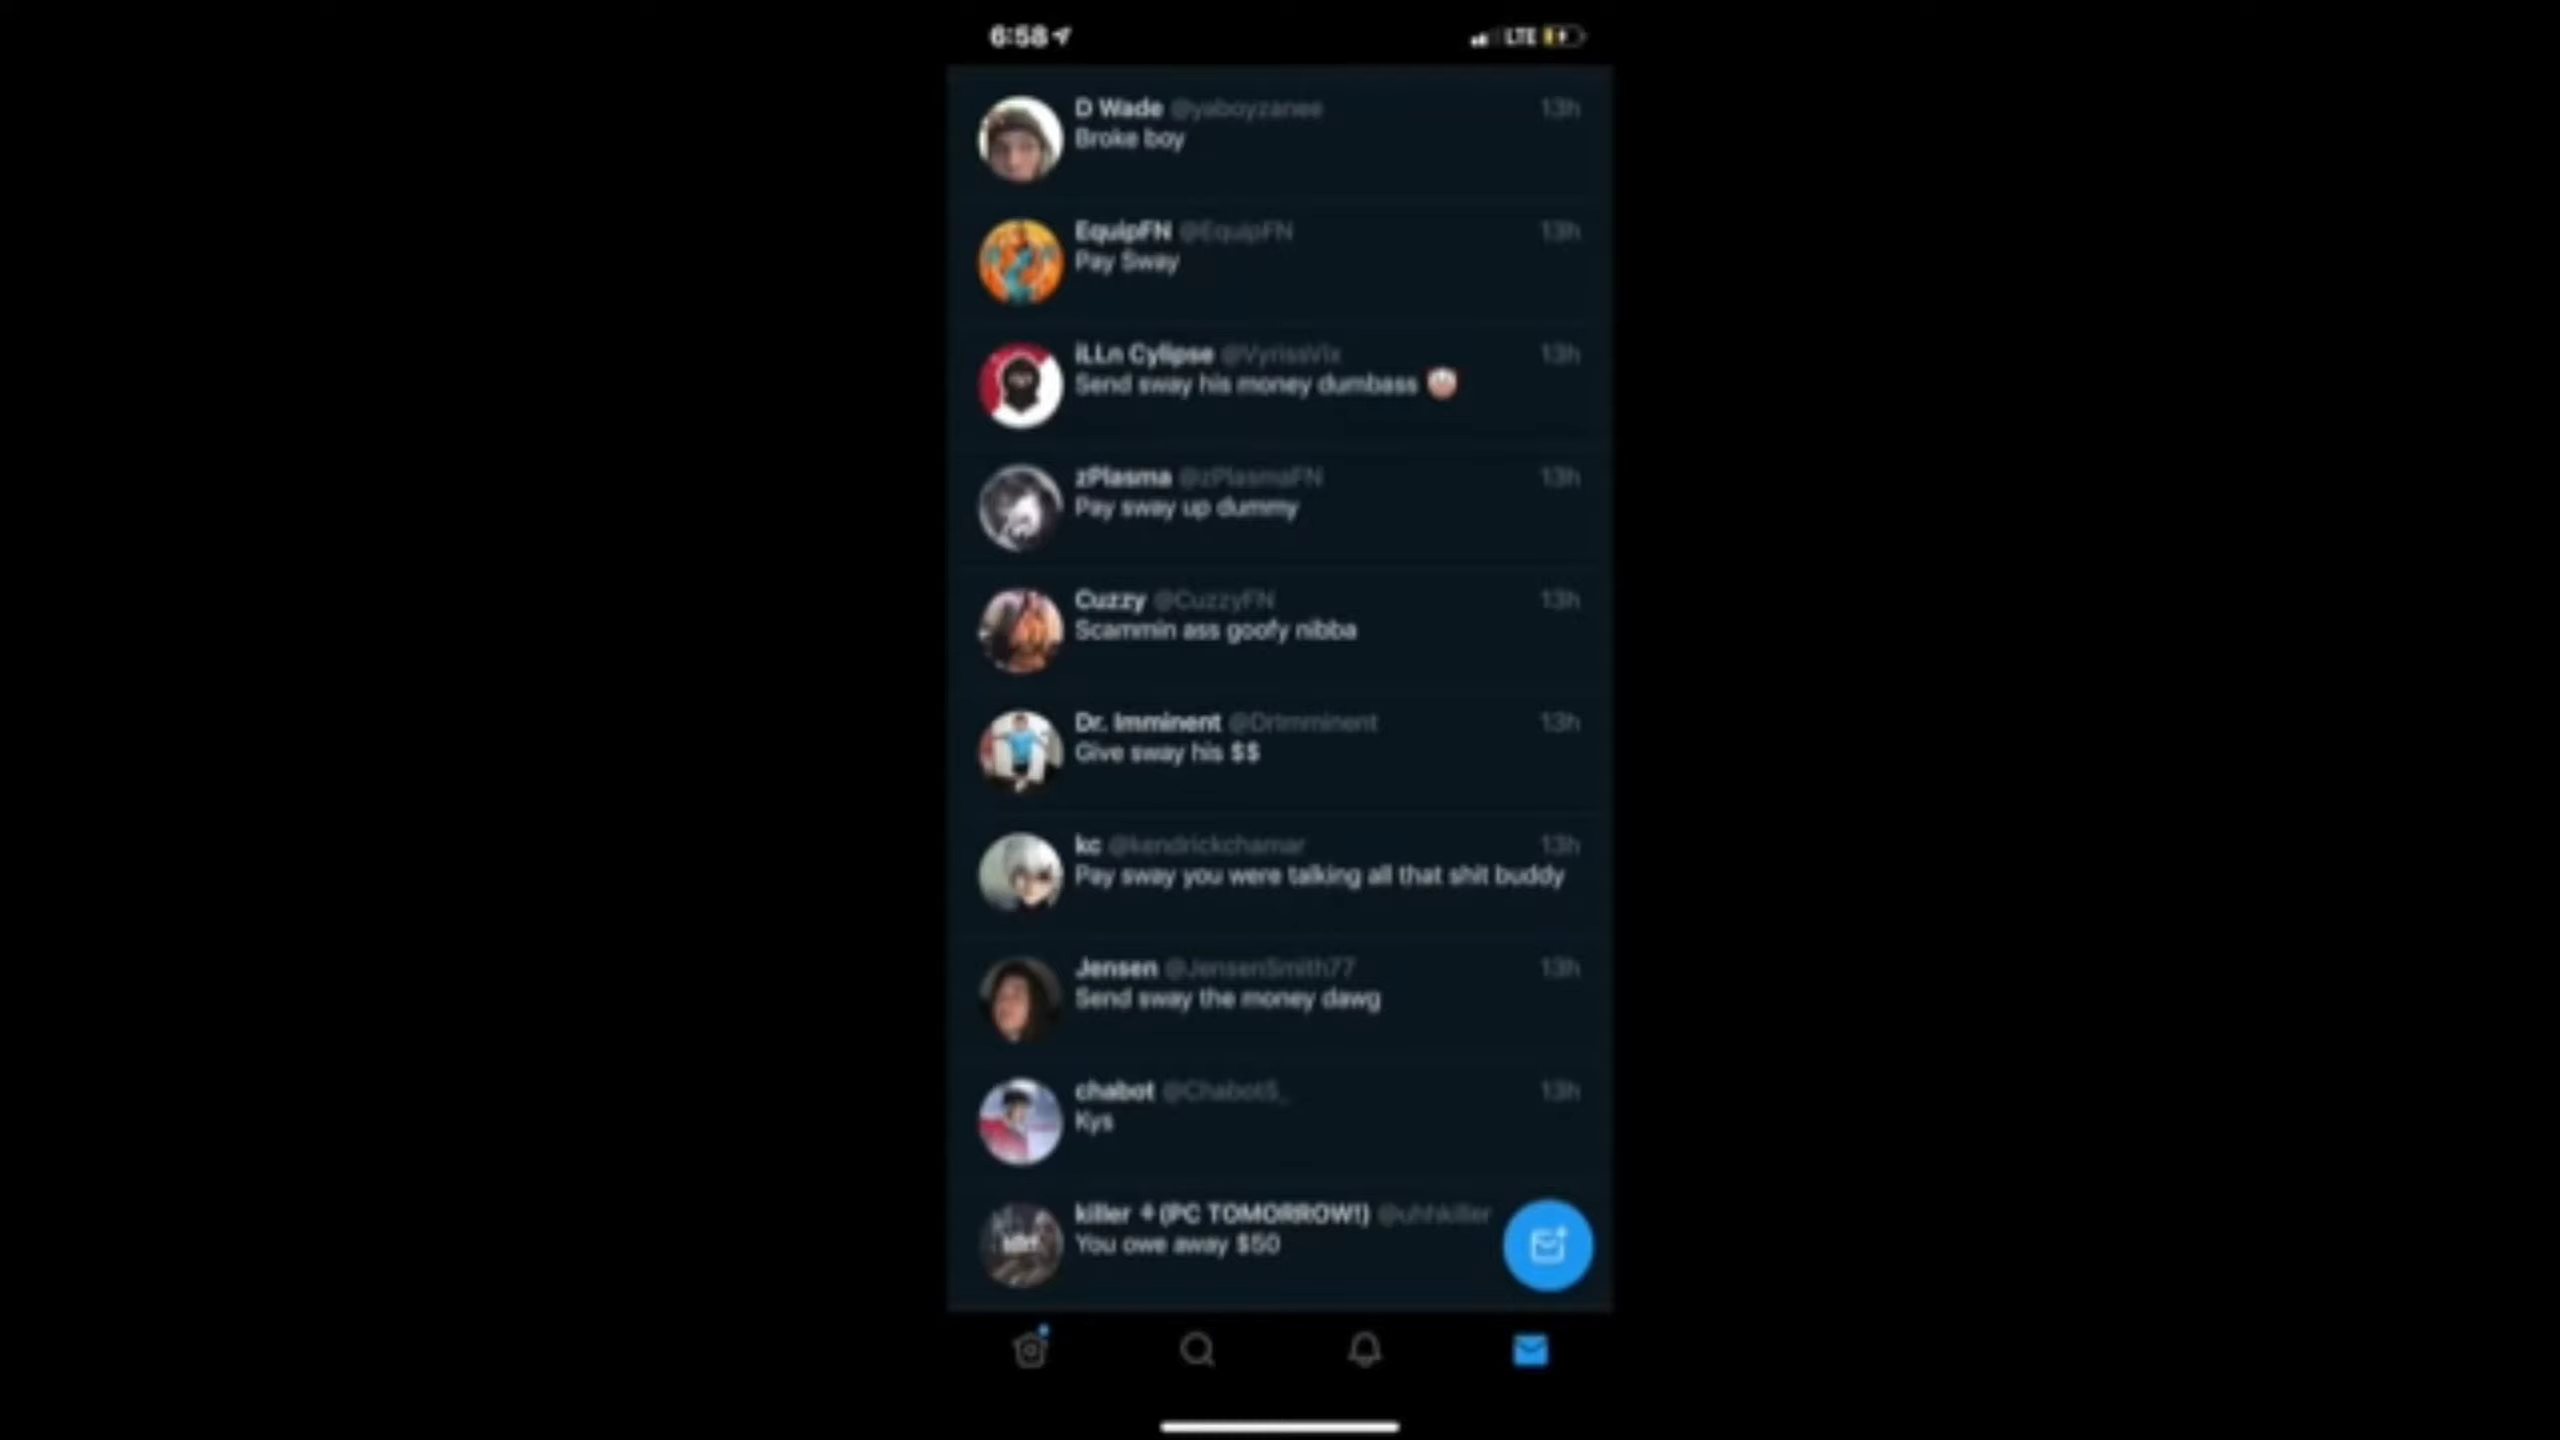 6:58
LTE
D Wade @yaboyzanee 13h
Broke boy
EquipFN @EquipFN 13h
Pay Sway
iLLn Cylipse @VyrissVlx 13h
Send sway his money dumbass 🤡
zPlasma @zPlasmaFN 13h
Pay sway up dummy
Cuzzy @CuzzyFN 13h
Scammin ass goofy nibba
Dr. Imminent @DrImminent 13h
Give sway his $$
kc @kendrickchamar 13h
Pay sway you were talking all that shit buddy
Jensen @JensenSmith77 13h
Send sway the money dawg
chabot 13h
Kys
killer (PC TOMORROW!) @uhhkiller
You owe away $50